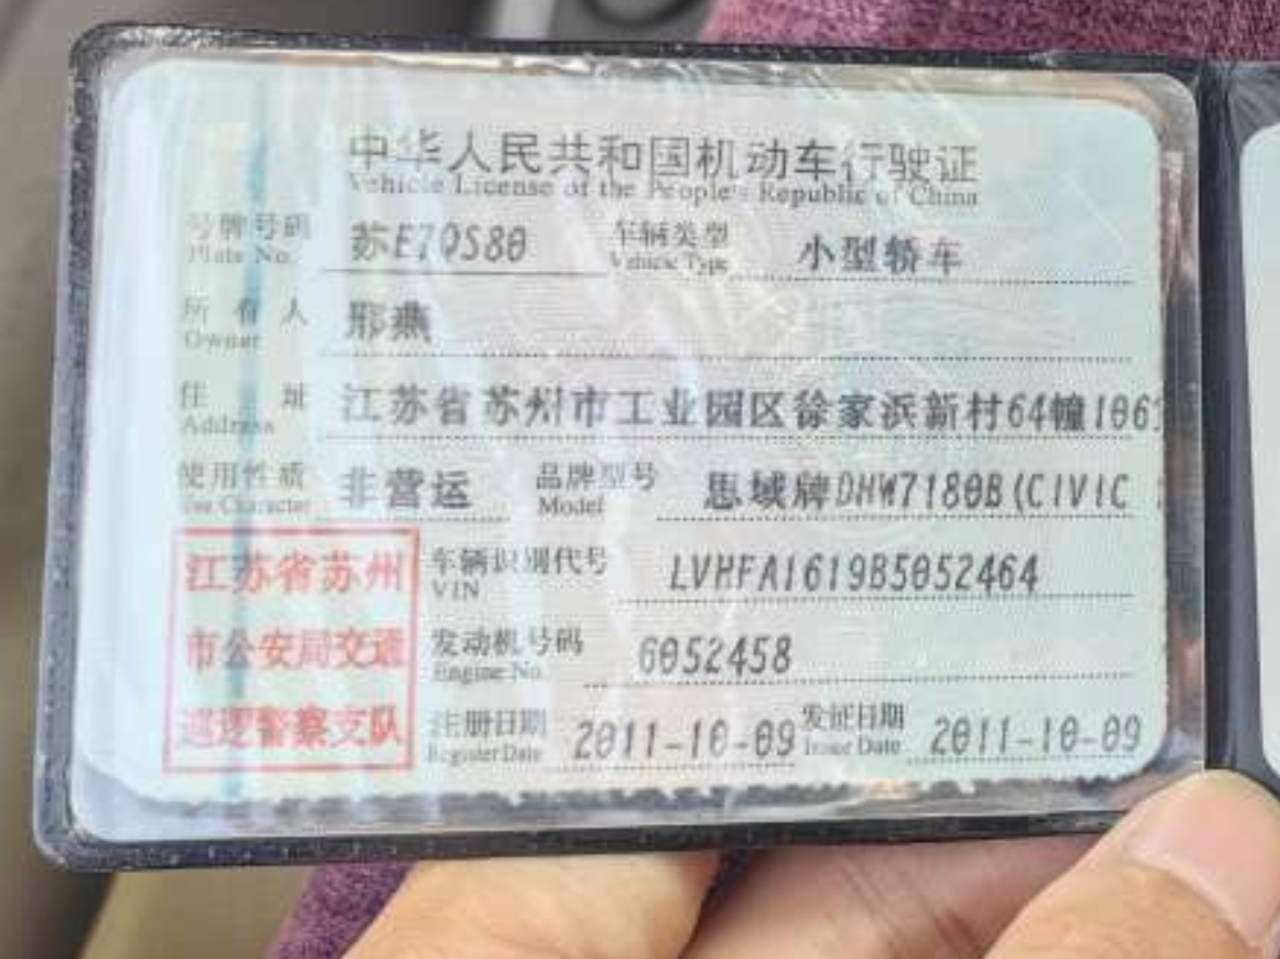 中华人民共和国机动车行驶证
Vehicle License of the People's Republic of China
号牌号码 苏E70S80 车辆类型 小型轿车
Plate No. Vehicle Type
所有人 邢燕
Owner
住址 江苏省苏州市工业园区徐家浜新村64幢106
Address
使用性质 非营运 品牌型号 思域牌DHW7180B(CIVIC
Use Character Model
江苏省苏州 车辆识别代号 LVHFA1619B5052464
VIN
市公安局交通 发动机号码 6052458
Engine No.
巡逻警察支队 注册日期 2011-10-09 发证日期 2011-10-09
Register Date Issue Date